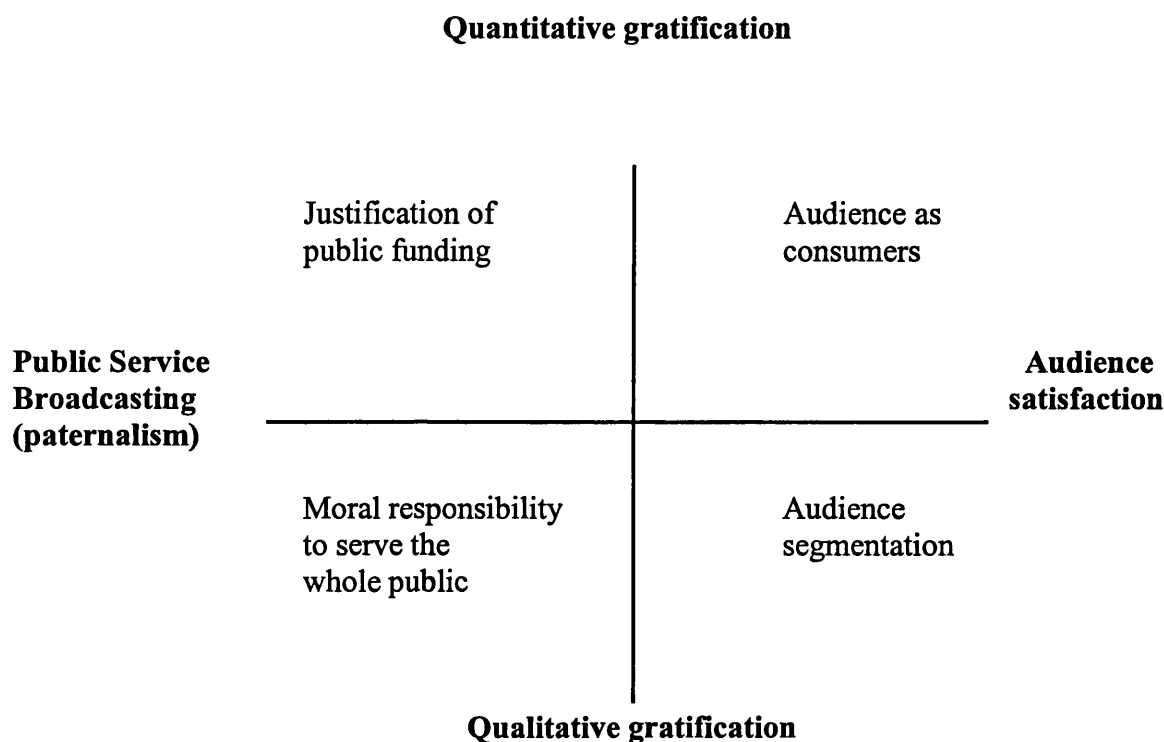 Quantitative gratification
Justification of
public funding
Audience as
consumers
Public Service
Broadcasting
(paternalism)
Audience
satisfaction
Moral responsibility
to serve the
whole public
Audience
segmentation
Qualitative gratification